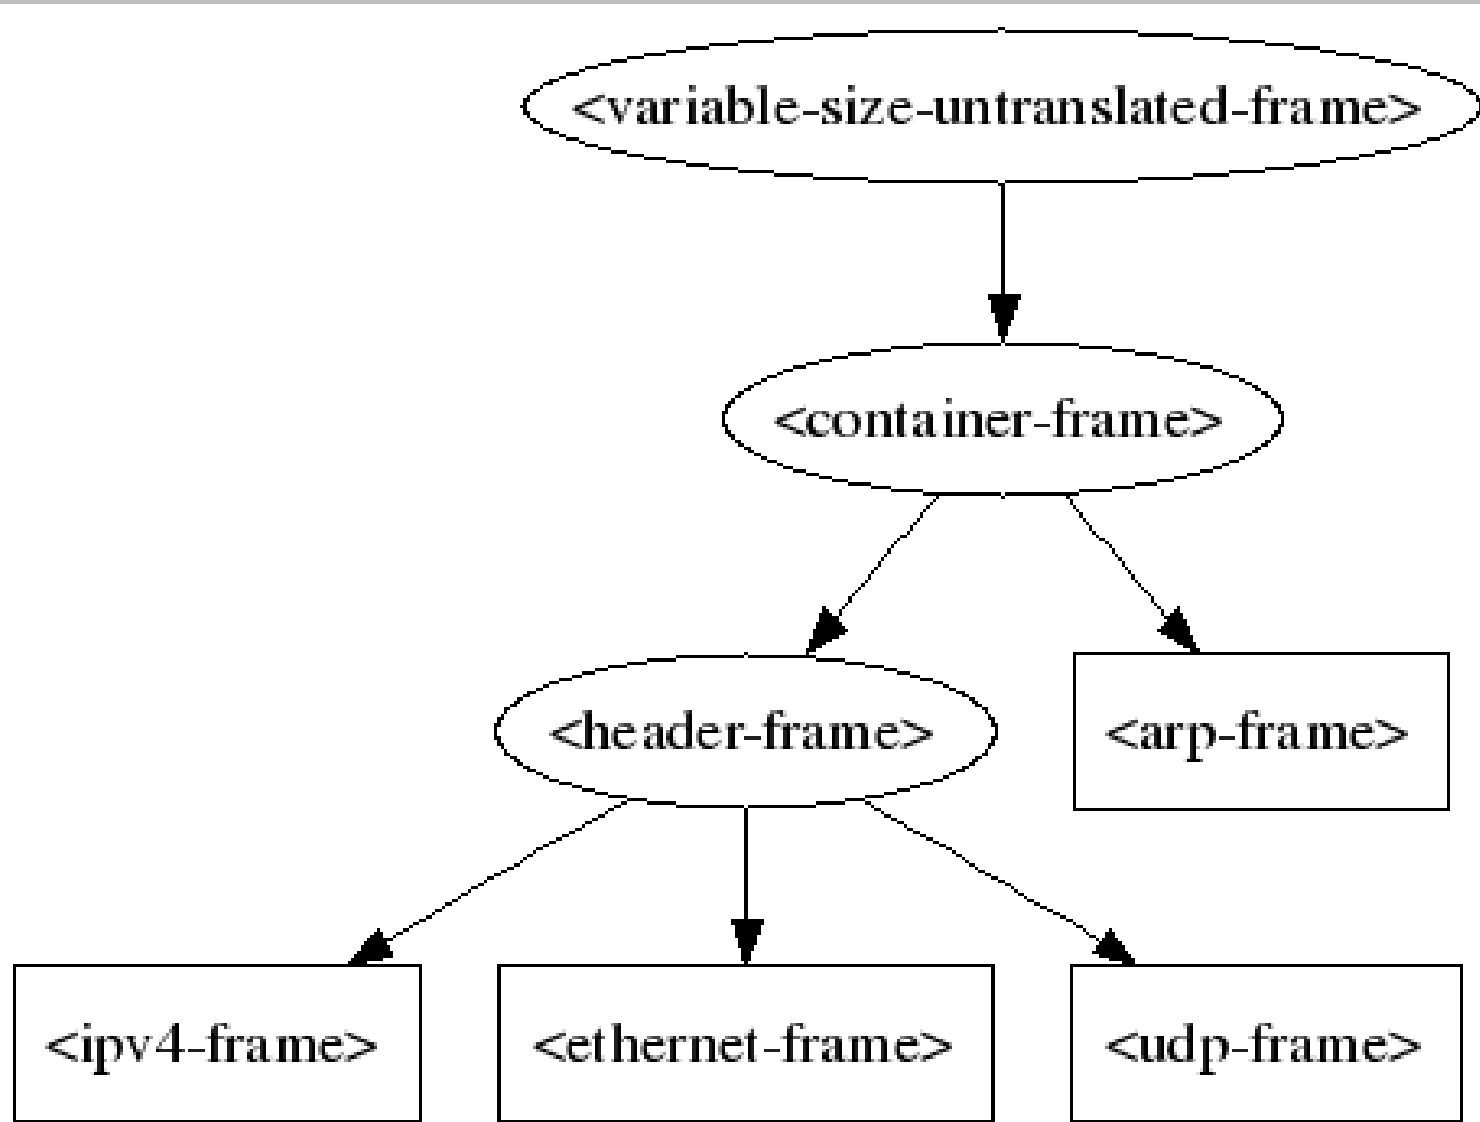 <variable-size-untranslated-frame>
<container-frame>
<header-frame>
<arp-frame>
<ipv4-frame>
<ethernet-frame>
<udp-frame>